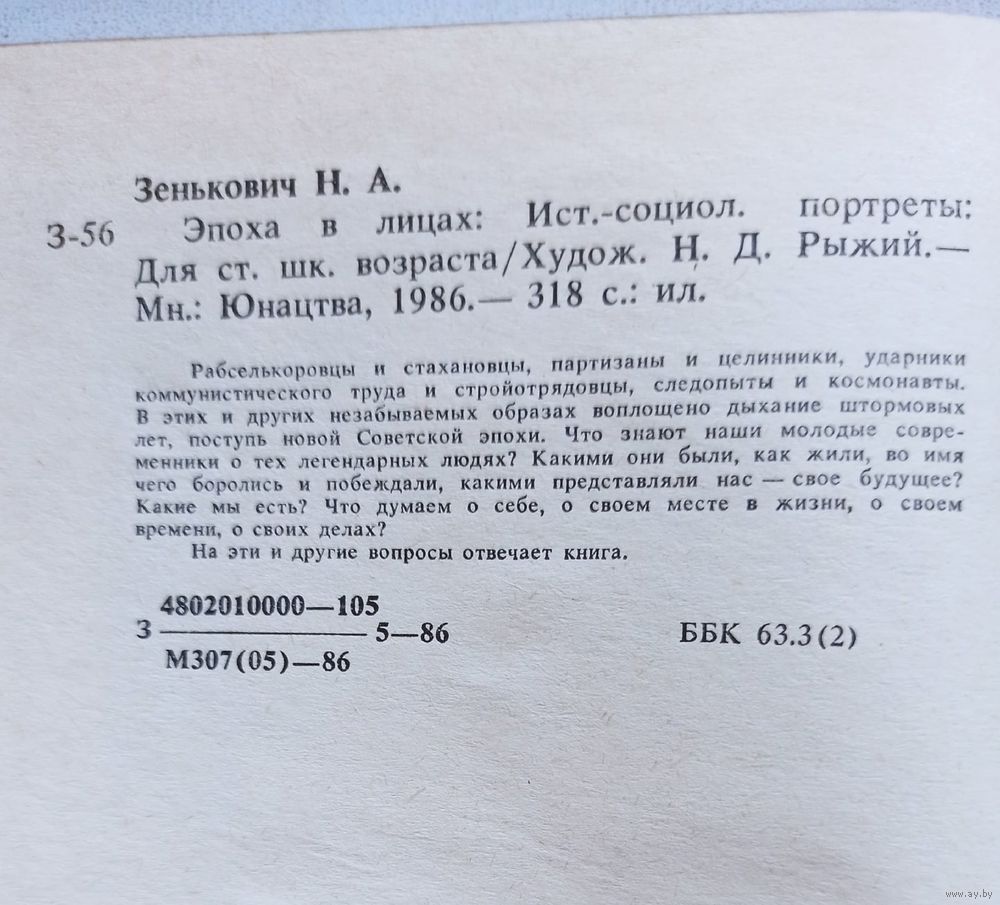 Зенькович Н. А.
З-56 Эпоха в лицах: Ист.-социол. портреты:
Для ст. шк. возраста/Худож. Н. Д. Рыжий.—
Мн.: Юнацтва, 1986.— 318 с.: ил.
Рабселькоровцы и стахановцы, партизаны и целинники, ударники
коммунистического труда и стройотрядовцы, следопыты и космонавты.
В этих и других незабываемых образах воплощено дыхание штормовых
лет, поступь новой Советской эпохи. Что знают наши молодые совре-
менники о тех легендарных людях? Какими они были, как жили, во имя
чего боролись и побеждали, какими представляли нас — свое будущее?
Какие мы есть? Что думаем о себе, о своем месте в жизни, о своем
времени, о своих делах?
На эти и другие вопросы отвечает книга.
4802010000—105
З 5—86
М307(05)—86
ББК 63.3(2)
www.ay.by